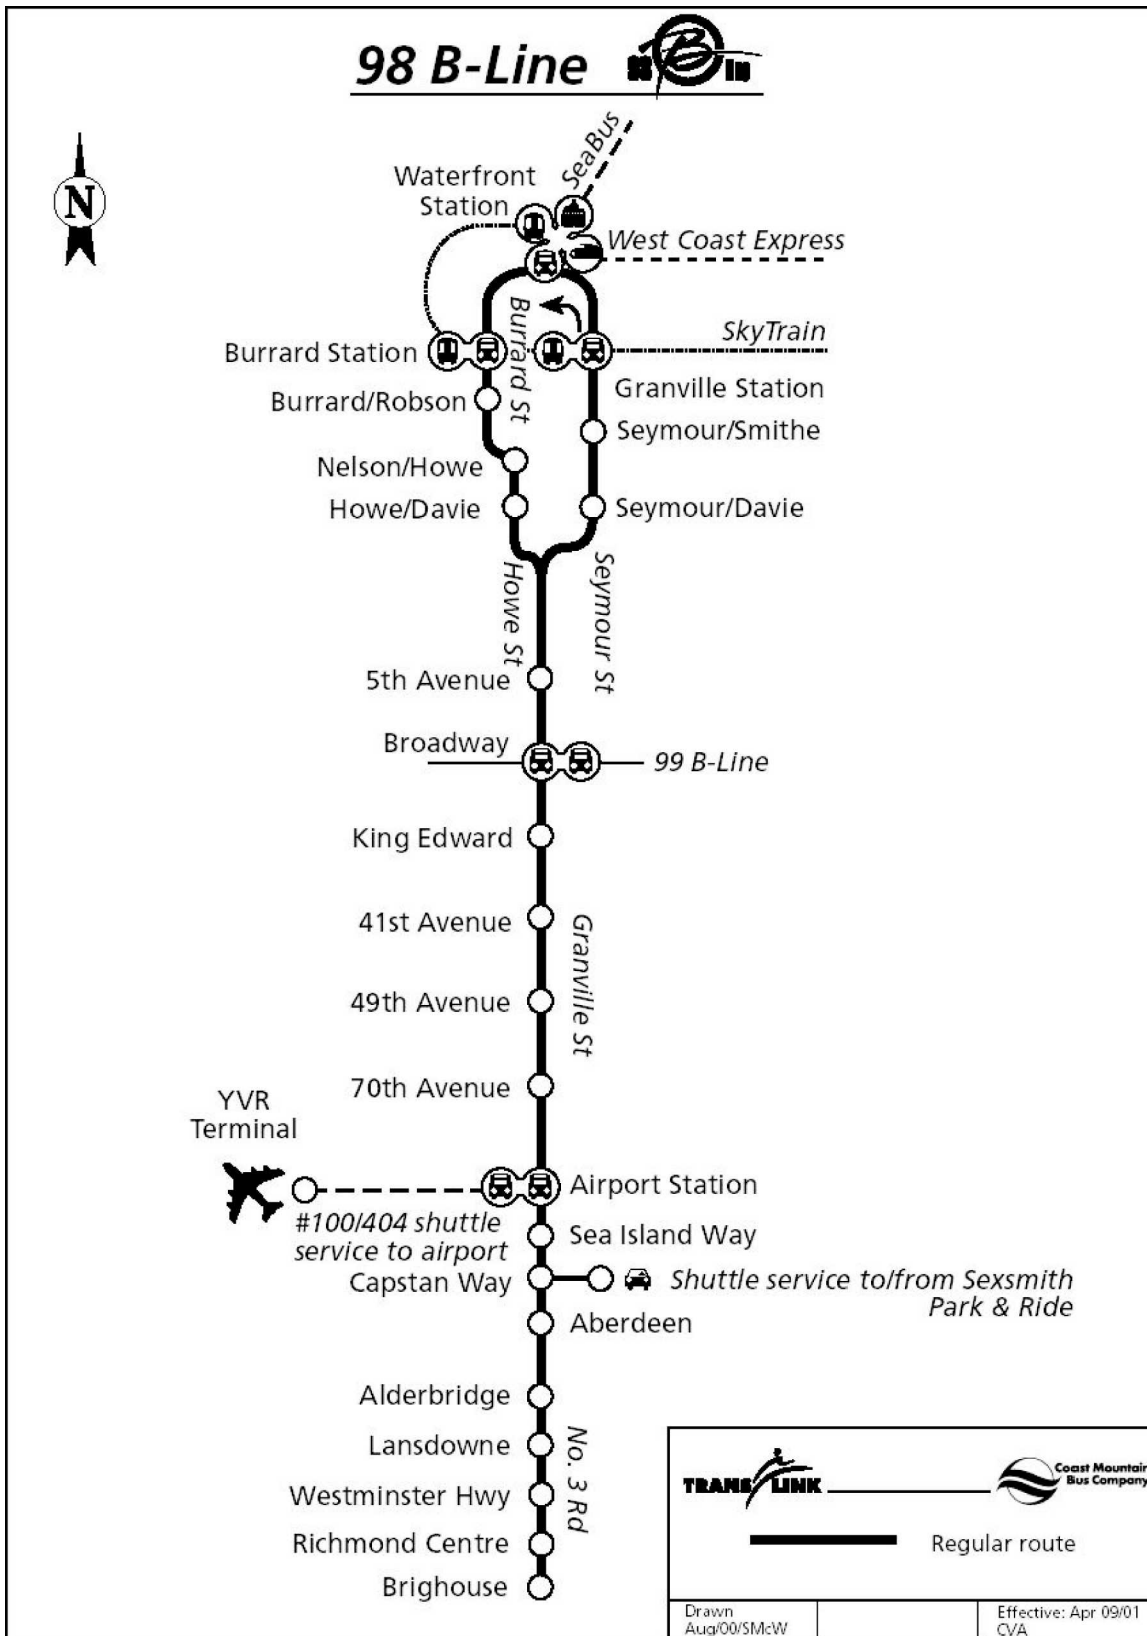 98 B-Line
98 B Line
N
SeaBus
Waterfront
Station
West Coast Express
Burrard St
SkyTrain
Burrard Station
Granville Station
Burrard/Robson
Seymour/Smithe
Nelson/Howe
Howe/Davie
Seymour/Davie
Howe St
Seymour St
5th Avenue
Broadway
99 B-Line
King Edward
41st Avenue
Granville St
49th Avenue
70th Avenue
YVR
Terminal
Airport Station
#100/404 shuttle
service to airport
Sea Island Way
Capstan Way
Shuttle service to/from Sexsmith
Park & Ride
Aberdeen
Alderbridge
Lansdowne
No. 3 Rd
Westminster Hwy
Richmond Centre
Brighouse
TRANS LINK
Coast Mountain
Bus Company
Regular route
Drawn
Aug/00/SMcW
Effective: Apr 09/01
CVA